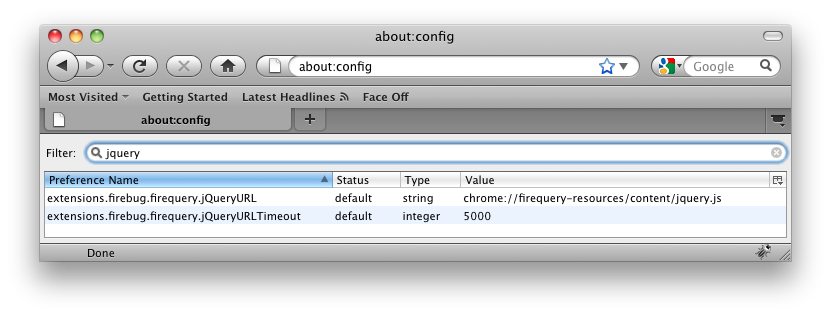 about:config
about:config
Google
Most Visited Getting Started Latest Headlines Face Off
about:config
Filter: jquery
Preference Name Status Type Value
extensions.firebug.firequery.jQueryURL default string chrome://firequery-resources/content/jquery.js
extensions.firebug.firequery.jQueryURLTimeout default integer 5000
Done